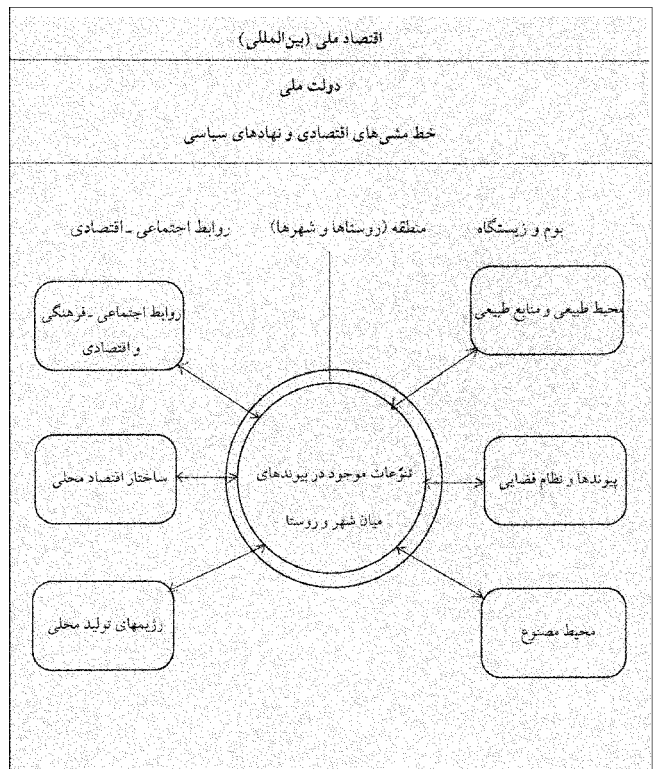 اقتصاد ملی (بین‌المللی)
دولت ملی
خط مشی‌های اقتصادی و نهادهای سیاسی
بوم و زیستگاه
منطقه (روستاها و شهرها)
روابط اجتماعی ـ اقتصادی
محیط طبیعی و منابع طبیعی
روابط اجتماعی ـ فرهنگی
و اقتصادی
پیوندها و نظام فضایی
تنوّعات موجود در پیوندهای
میان شهر و روستا
ساختار اقتصاد محلی
محیط مصنوع
رژیمهای تولید محلی